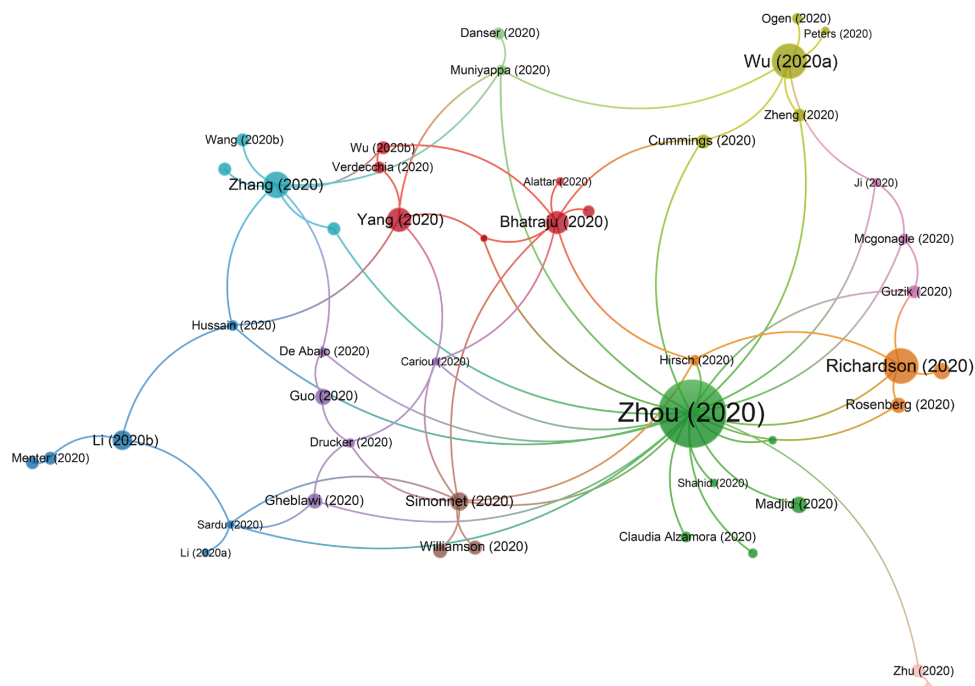 Ogen (2020)
Peters (2020)
Danser (2020)
Wu (2020a)
Muniyappa (2020)
Zheng (2020)
Wang (2020b)
Cummings (2020)
Wu (2020b)
Verdecchia (2020)
Zhang (2020)
Alattar (2020)
Ji (2020)
Yang (2020)
Bhatraju (2020)
Mcgonagle (2020)
Guzik (2020)
Hussain (2020)
De Abajo (2020)
Cariou (2020)
Hirsch (2020)
Richardson (2020)
Guo (2020)
Rosenberg (2020)
Zhou (2020)
Li (2020b)
Drucker (2020)
Menter (2020)
Shahid (2020)
Gheblawi (2020)
Simonnet (2020)
Madjid (2020)
Sardu (2020)
Claudia Alzamora (2020)
Li (2020a)
Williamson (2020)
Zhu (2020)